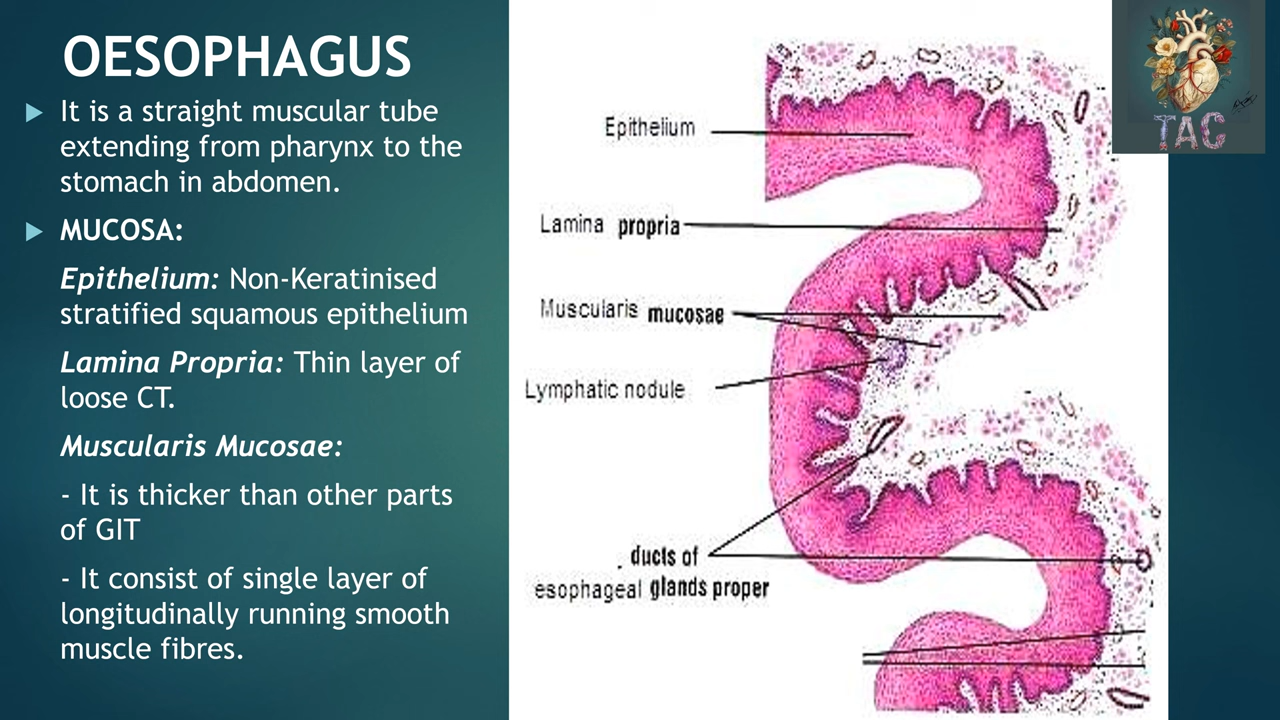 OESOPHAGUS
It is a straight muscular tube
extending from pharynx to the
stomach in abdomen.
MUCOSA:
Epithelium: Non-Keratinised
stratified squamous epithelium
Lamina Propria: Thin layer of
loose CT.
Muscularis Mucosae:
- It is thicker than other parts
of GIT
- It consist of single layer of
longitudinally running smooth
muscle fibres.
Epithelium
Lamina propria
Muscularis mucosae
Lymphatic nodule
ducts of
esophageal glands proper
TAC